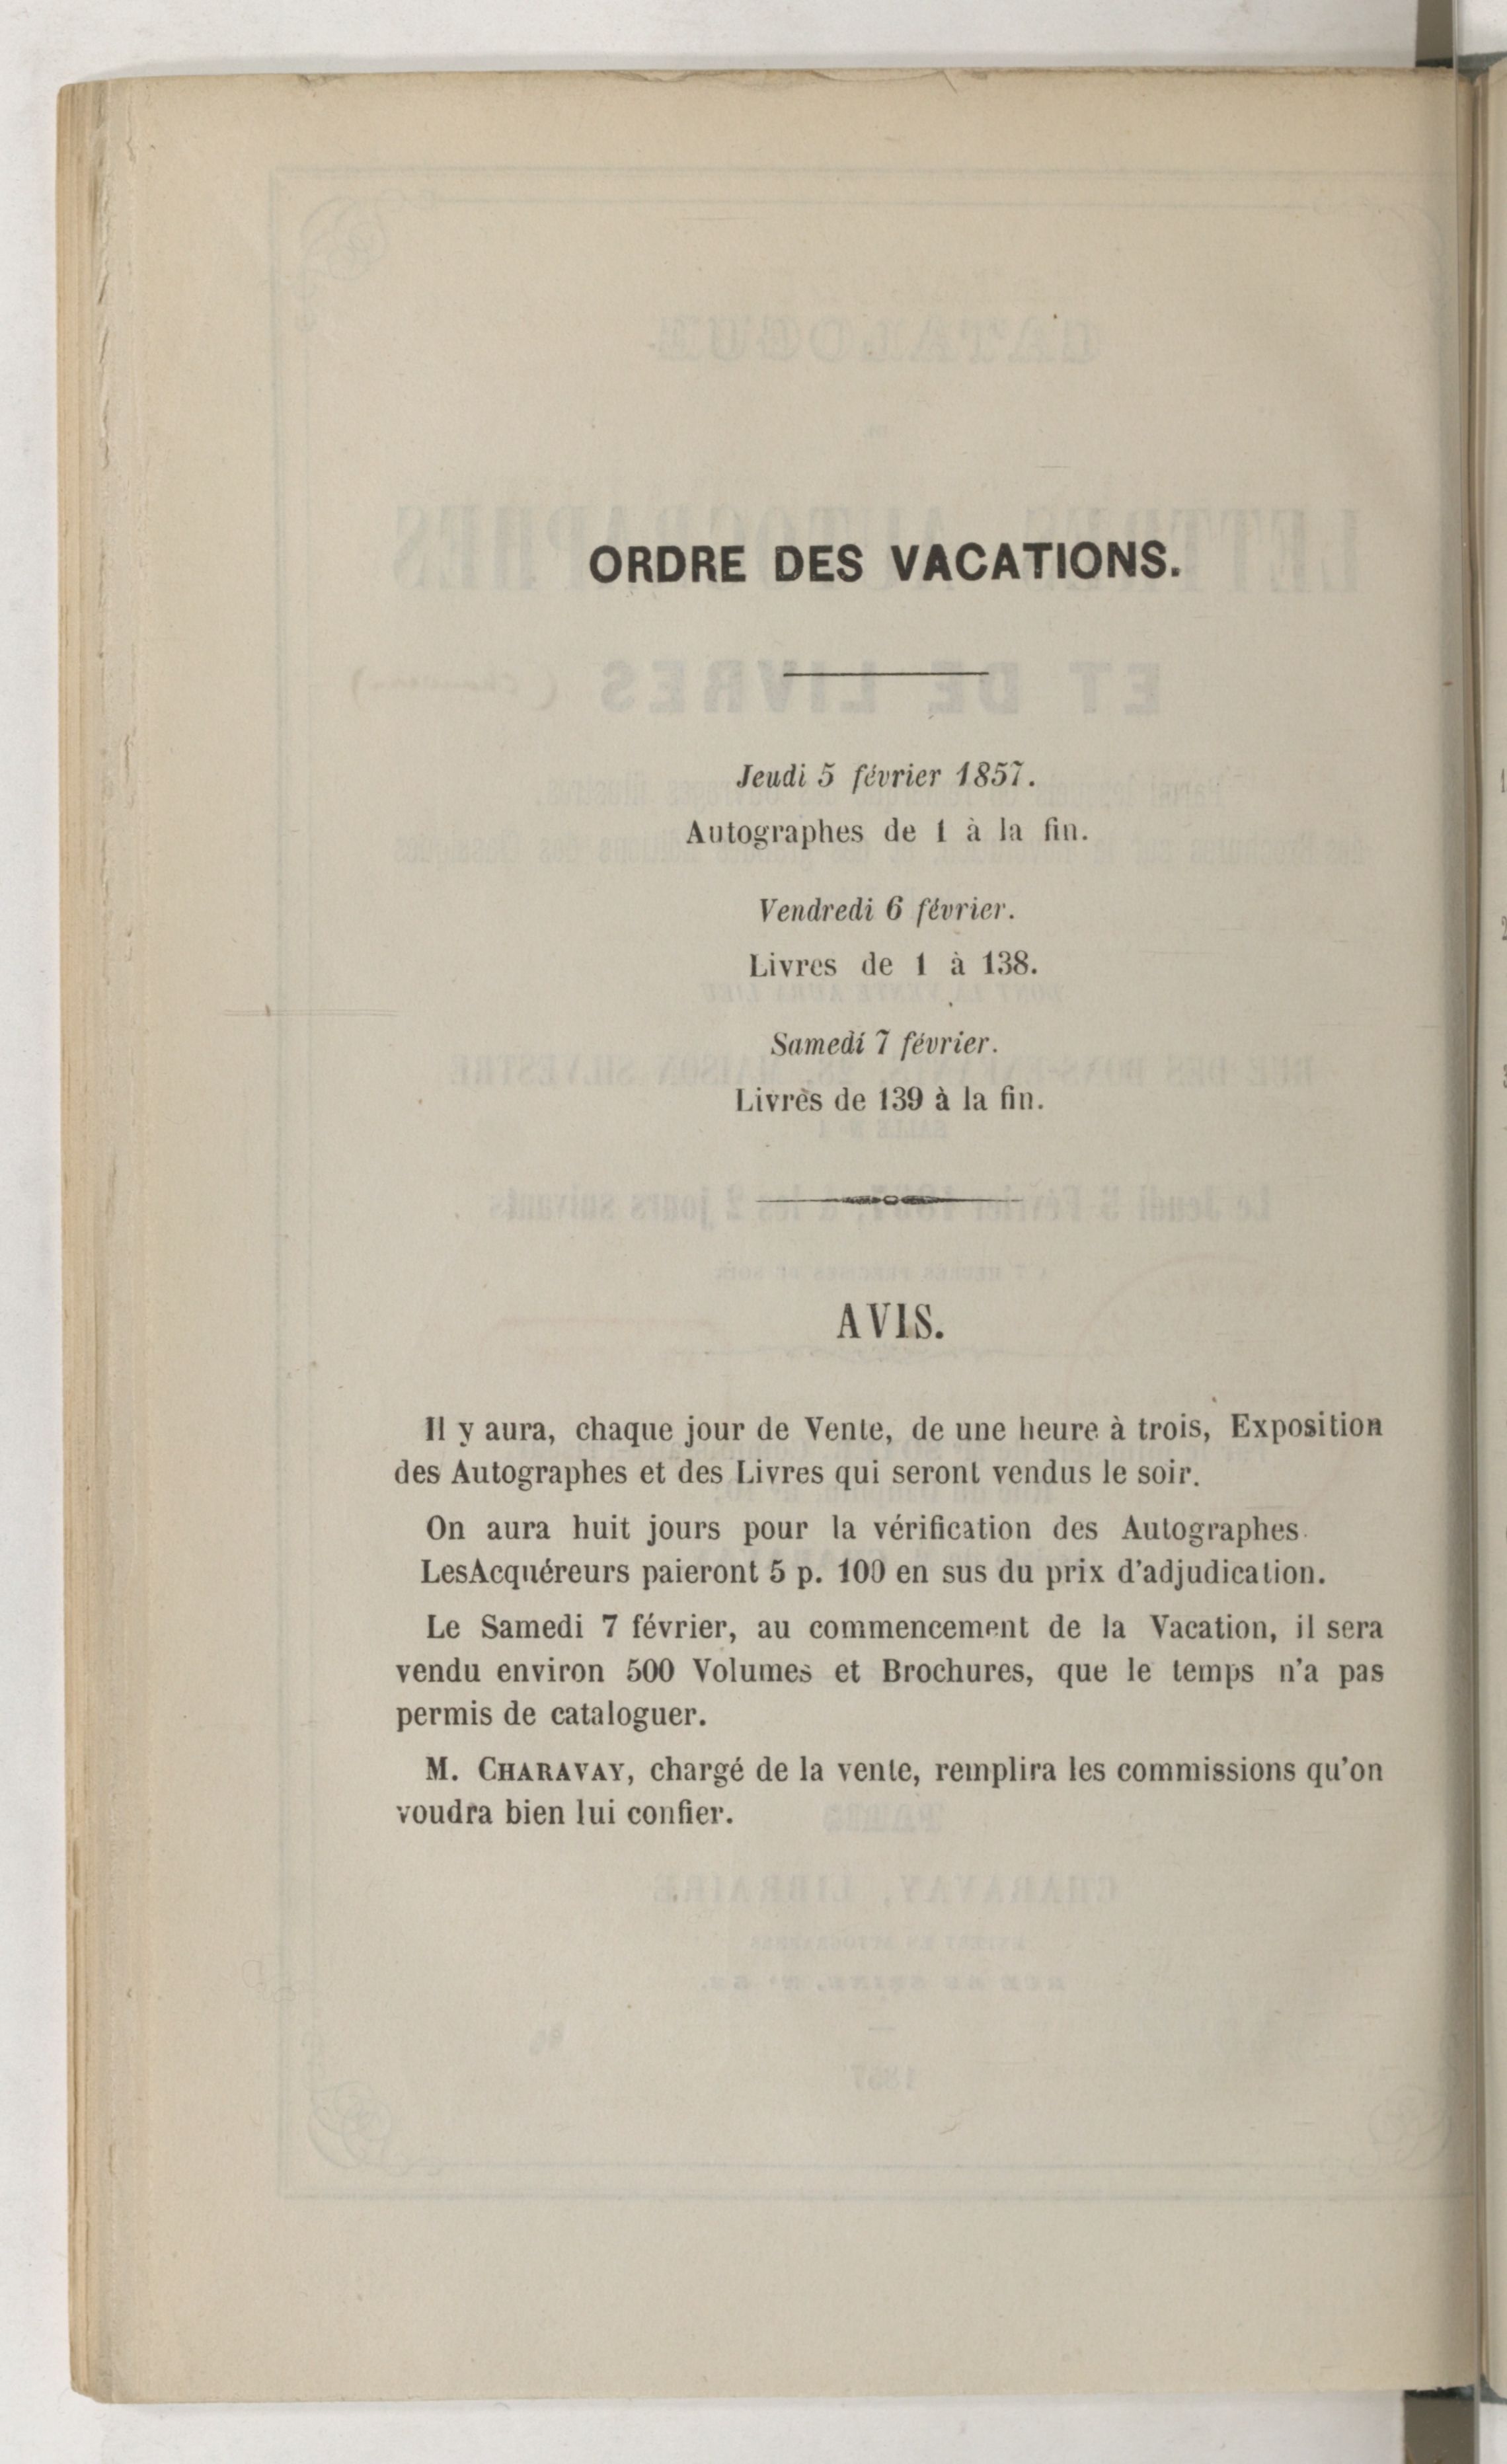 ORDRE DES VACATIONS.
Jeudi 5 février 1857.
Autographes de 1 à la fin.
Vendredi 6 février.
Livres de 1 à 138.
Samedi 7 février.
Livres de 139 à la fin.
AVIS.
Il y aura, chaque jour de Vente, de une heure à trois, Exposition
des Autographes et des Livres qui seront vendus le soir.
On aura huit jours pour la vérification des Autographes.
LesAcquéreurs paieront 5 p. 100 en sus du prix d'adjudication.
Le Samedi 7 février, au commencement de la Vacation, il sera
vendu environ 500 Volumes et Brochures, que le temps n'a pas
permis de cataloguer.
M. CHARAVAY, chargé de la vente, remplira les commissions qu'on
voudra bien lui confier.